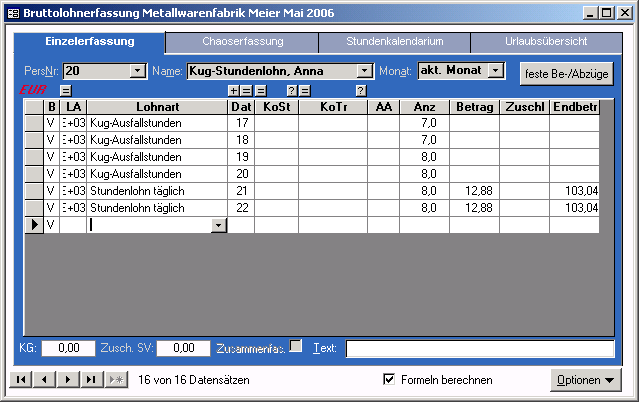 Bruttolohnerfassung Metallwarenfabrik Meier Mai 2006
Einzelerfassung Chaoserfassung Stundenkalendarium Urlaubsübersicht
PersNr: 20 Name: Kug-Stundenlohn, Anna Monat: akt. Monat feste Be-/Abzüge
EUR = + = = ? = ?
B LA Lohnart Dat KoSt KoTr AA Anz Betrag Zuschl Endbetr
V E+03 Kug-Ausfallstunden 17 7,0
V E+03 Kug-Ausfallstunden 18 7,0
V E+03 Kug-Ausfallstunden 19 8,0
V E+03 Kug-Ausfallstunden 20 8,0
V E+03 Stundenlohn täglich 21 8,0 12,88 103,04
V E+03 Stundenlohn täglich 22 8,0 12,88 103,04
V
KG: 0,00 Zusch. SV: 0,00 Zusammenfas. Text:
16 von 16 Datensätzen Formeln berechnen Optionen